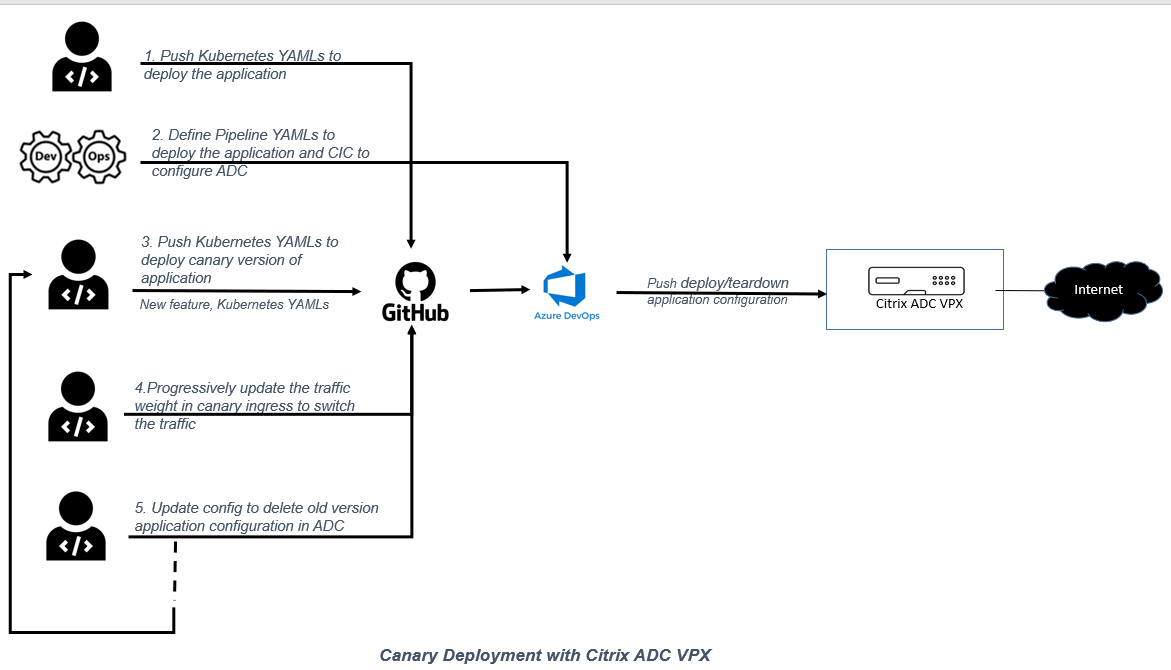 1. Push Kubernetes YAMLs to
deploy the application
Dev Ops
2. Define Pipeline YAMLs to
deploy the application and CIC to
configure ADC
3. Push Kubernetes YAMLs to
deploy canary version of
application
New feature, Kubernetes YAMLs
GitHub
Azure DevOps
Push deploy/teardown
application configuration
Citrix ADC VPX
Internet
4.Progressively update the traffic
weight in canary ingress to switch
the traffic
5. Update config to delete old version
application configuration in ADC
Canary Deployment with Citrix ADC VPX